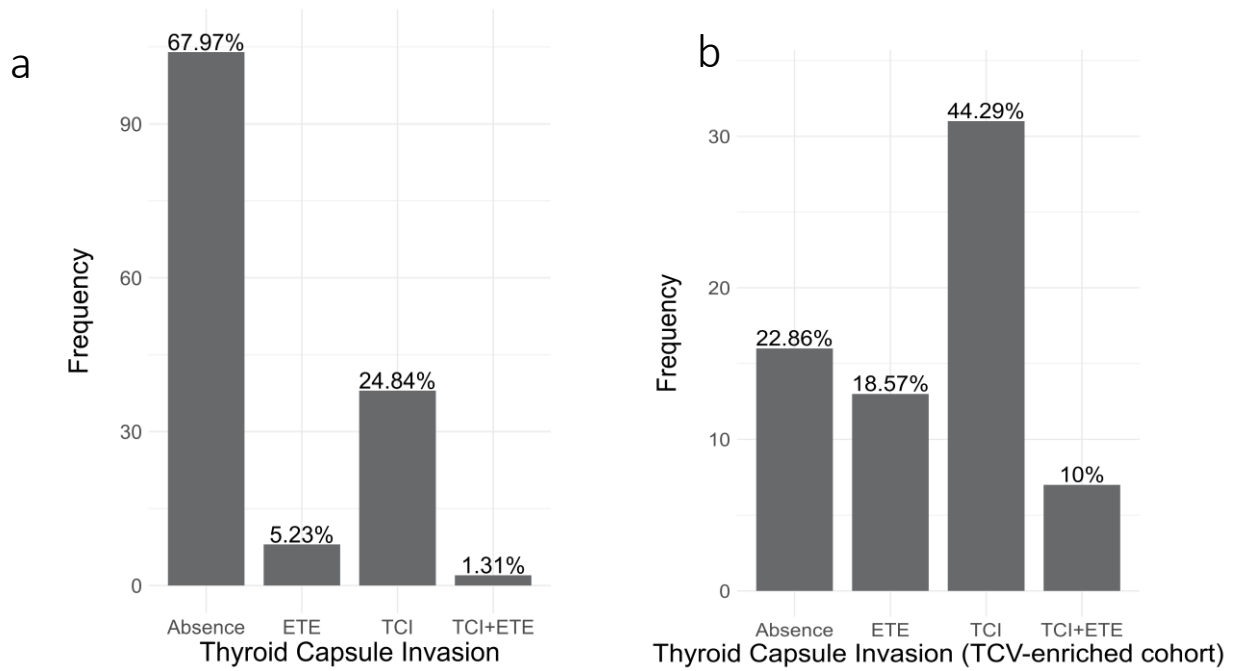 a
67.97%
90
60
30
0
Frequency
5.23%
24.84%
1.31%
Absence ETE TCI TCI+ETE
Thyroid Capsule Invasion
b
44.29%
30
20
10
0
Frequency
22.86%
18.57%
10%
Absence ETE TCI TCI+ETE
Thyroid Capsule Invasion (TCV-enriched cohort)